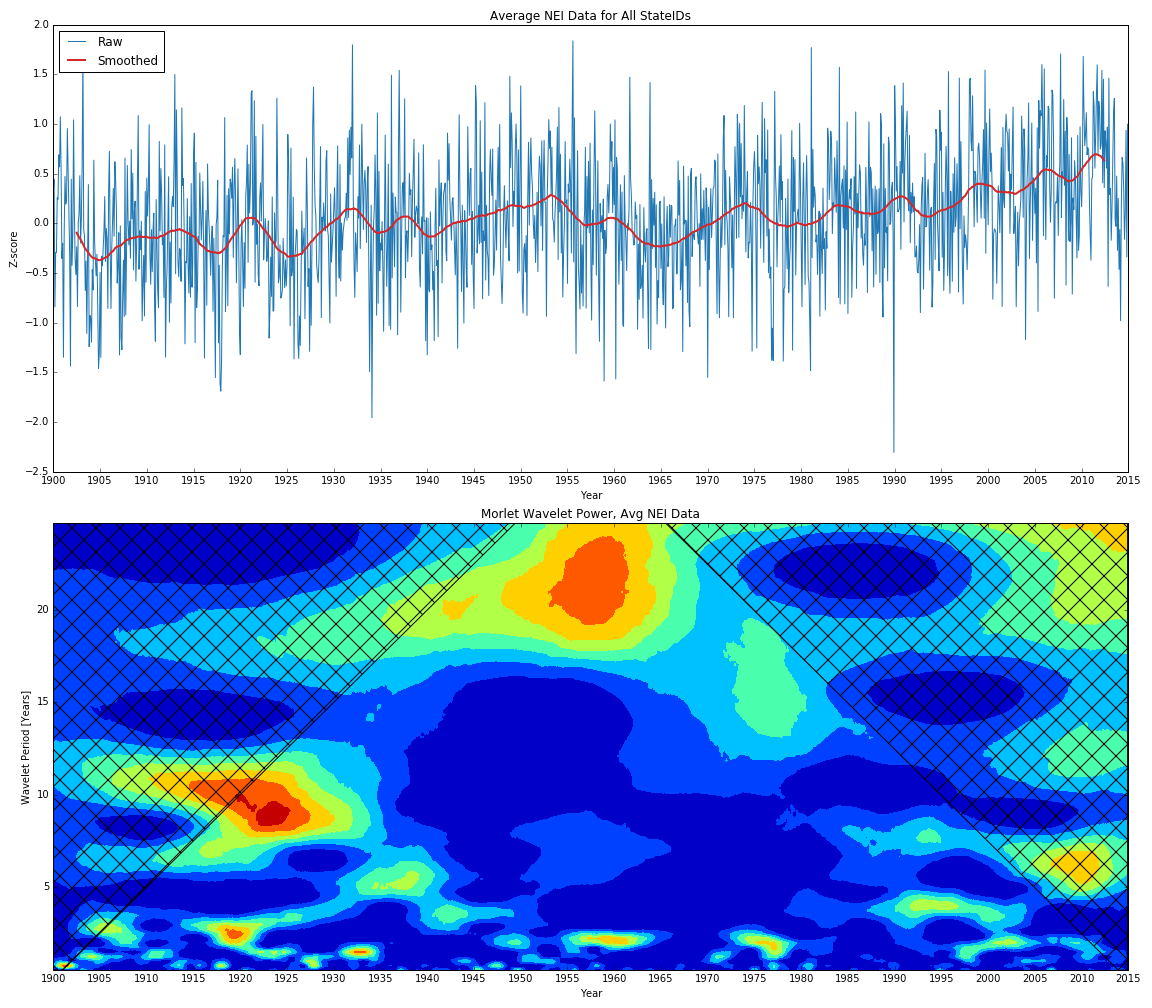 Average NEI Data for All StateIDs
2.0
1.5
1.0
0.5
0.0
−0.5
−1.0
−1.5
−2.0
−2.5
Z-score
Raw
Smoothed
1900 1905 1910 1915 1920 1925 1930 1935 1940 1945 1950 1955 1960 1965 1970 1975 1980 1985 1990 1995 2000 2005 2010 2015
Year
Morlet Wavelet Power, Avg NEI Data
20
15
10
5
Wavelet Period [Years]
1900 1905 1910 1915 1920 1925 1930 1935 1940 1945 1950 1955 1960 1965 1970 1975 1980 1985 1990 1995 2000 2005 2010 2015
Year